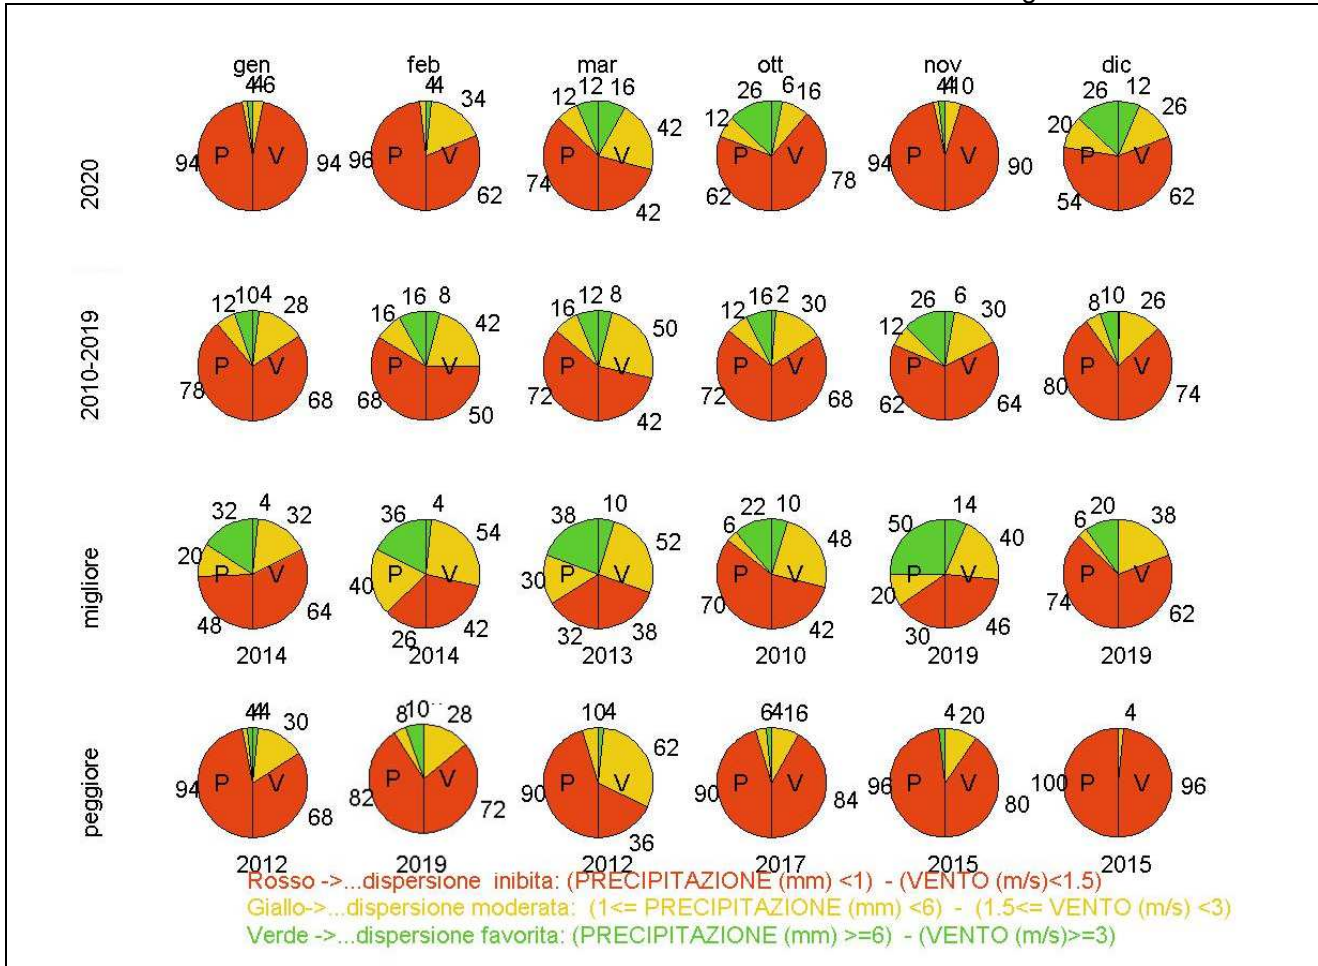 gen feb mar ott nov dic
2020
4 4 6 4 4 34 12 12 16 26 6 16 4 4 10 26 12
42 12 20 26
94 P V 94 96 P V P V P V 94 P V 90 P V
62 74 42 62 78 54 62
2010-2019
12 10 4 28 16 16 8 42 16 12 8 50 12 16 2 30 12 26 6 30 8 10 26
P V P V P V P V P V P V
78 68 68 50 72 42 72 68 62 64 80 74
migliore
20 32 4 32 40 36 4 54 30 38 10 52 6 22 10 48 20 50 14 40 6 20 38
P V P V P V P V P V P V
48 64 26 42 32 38 70 42 30 46 74 62
2014 2014 2013 2010 2019 2019
peggiore
4 4 4 30 8 10 28 10 4 62 6 4 16 4 20 4
94 P V 68 82 P V 72 90 P V 36 90 P V 84 96 P V 80 100 P V 96
2012 2019 2012 2017 2015 2015
Rosso ->...dispersione inibita: (PRECIPITAZIONE (mm) <1) - (VENTO (m/s)<1.5)
Giallo->...dispersione moderata: (1<= PRECIPITAZIONE (mm) <6) - (1.5<= VENTO (m/s) <3)
Verde ->...dispersione favorita: (PRECIPITAZIONE (mm) >=6) - (VENTO (m/s)>=3)